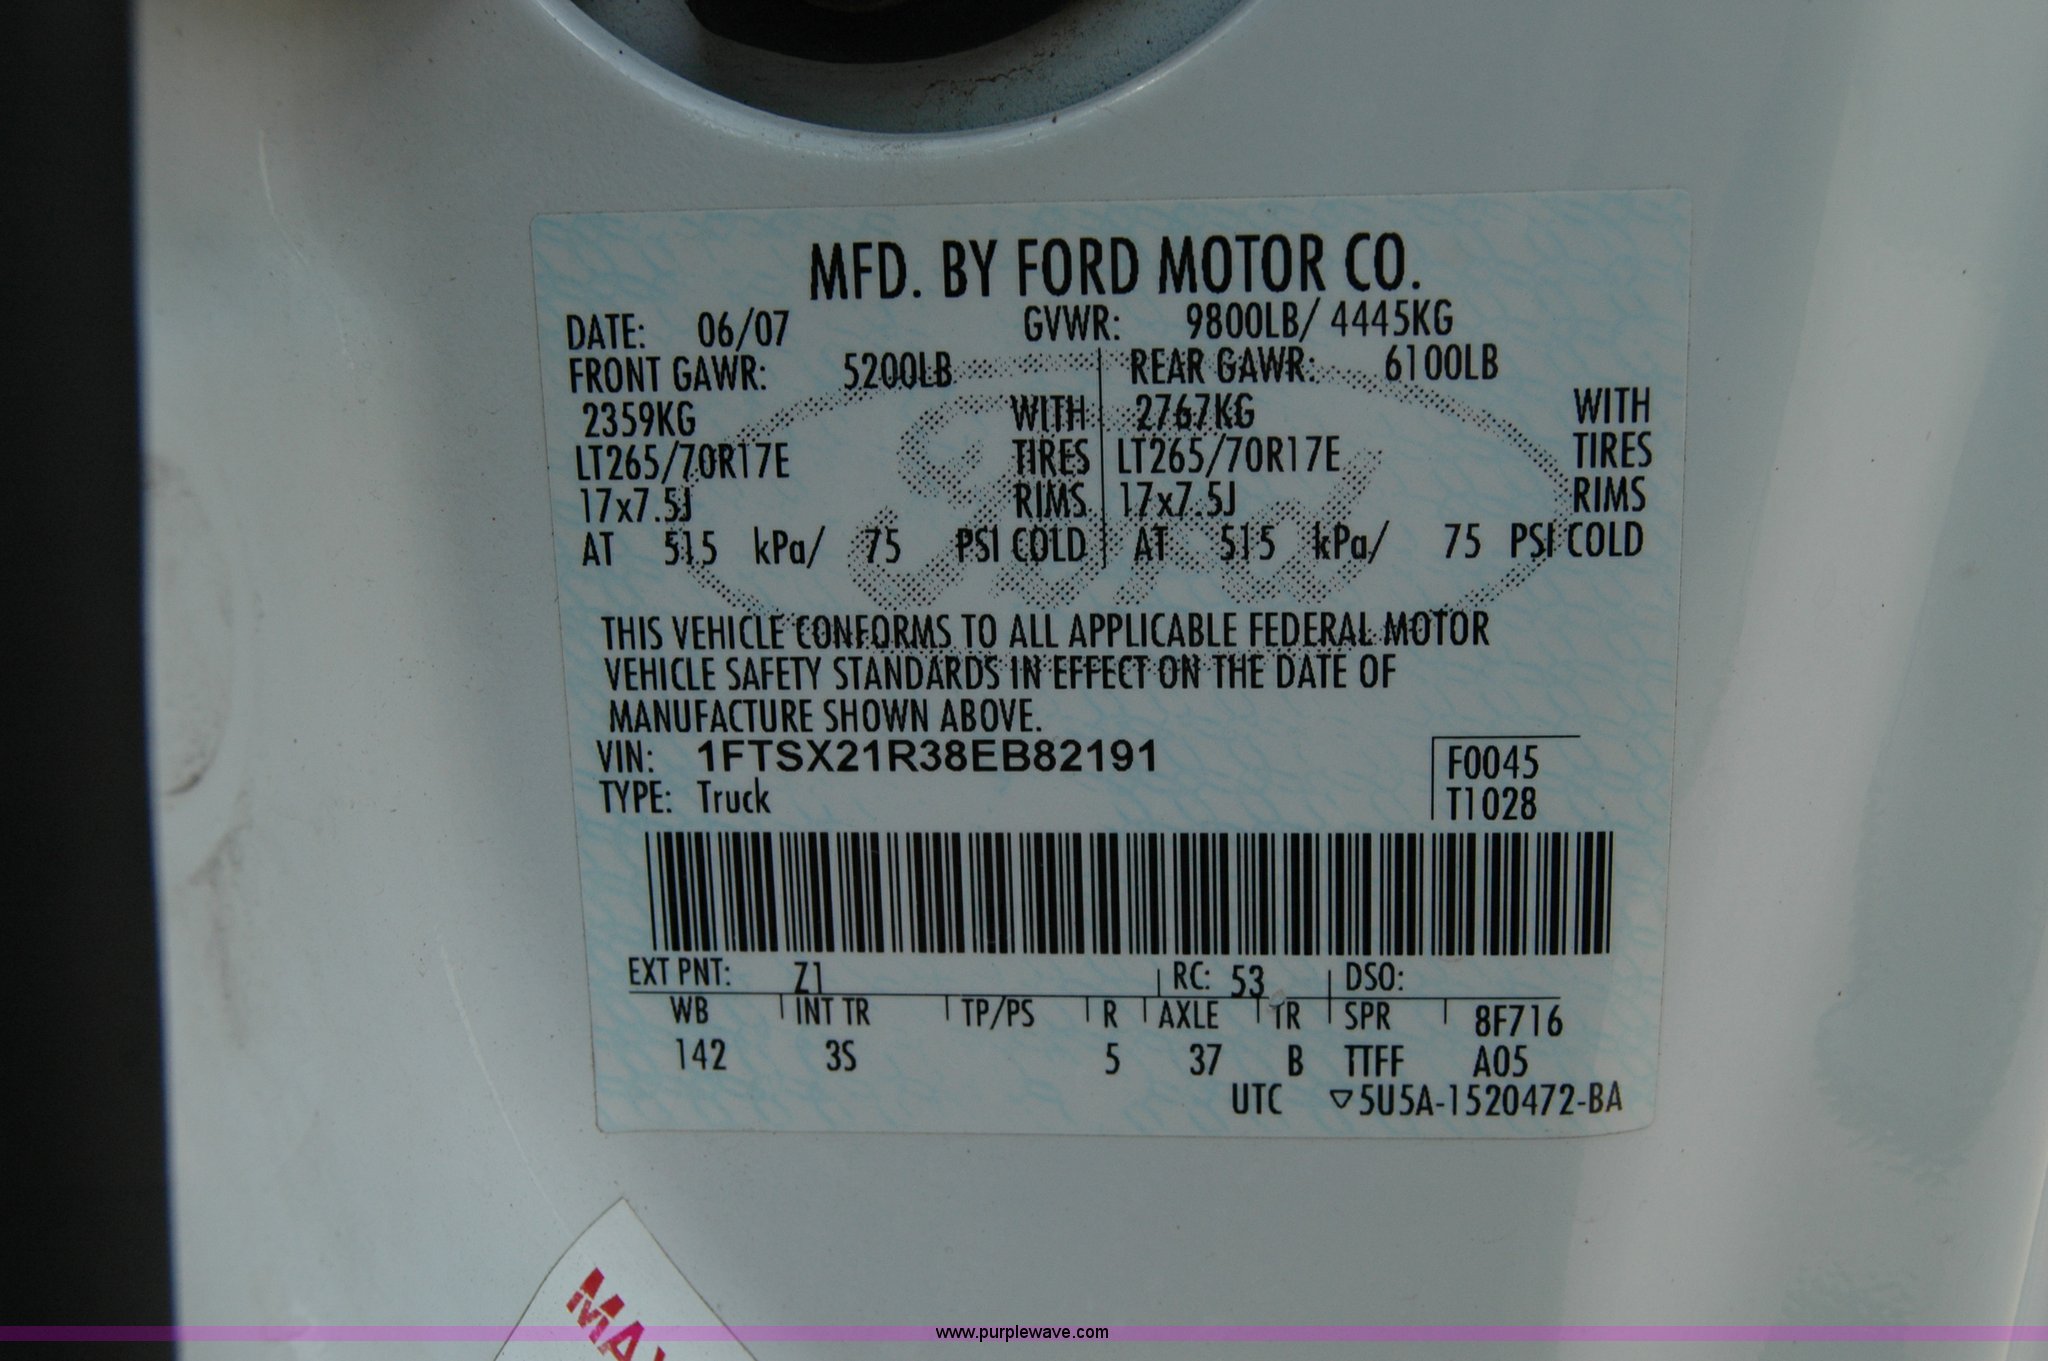 MFD. BY FORD MOTOR CO.
DATE: 06/07 GVWR: 9800LB/ 4445KG
FRONT GAWR: 5200LB REAR GAWR: 6100LB
2359KG WITH 2767KG WITH
LT265/70R17E TIRES LT265/70R17E TIRES
17x7.5J RIMS 17x7.5J RIMS
AT 515 kPa/ 75 PSI COLD AT 515 kPa/ 75 PSI COLD
Ford
THIS VEHICLE CONFORMS TO ALL APPLICABLE FEDERAL MOTOR
VEHICLE SAFETY STANDARDS IN EFFECT ON THE DATE OF
MANUFACTURE SHOWN ABOVE.
VIN: 1FTSX21R38EB82191 F0045
TYPE: Truck T1028
EXT PNT: Z1 RC: 53 DSO:
WB INT TR TP/PS R AXLE TR SPR 8F716
142 3S 5 37 B TTFF A05
UTC ▽5U5A-1520472-BA
www.purplewave.com